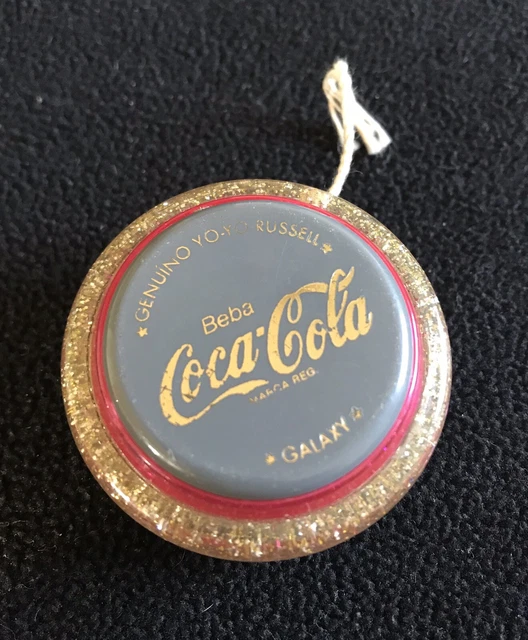 GENUINO YO-YO RUSSELL
Beba
Coca-Cola
MARCA REG.
GALAXY